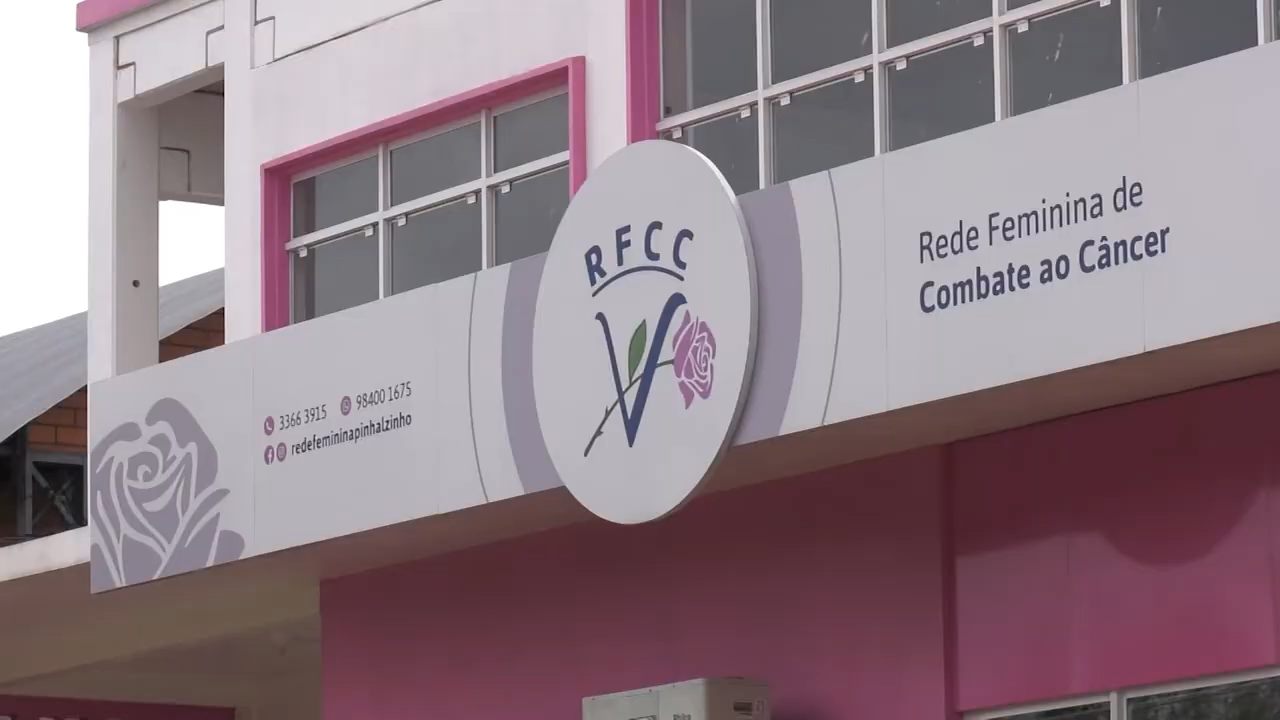 3366 3915 98400 1675
redefemininapinhalzinho
RFCC
Rede Feminina de
Combate ao Câncer